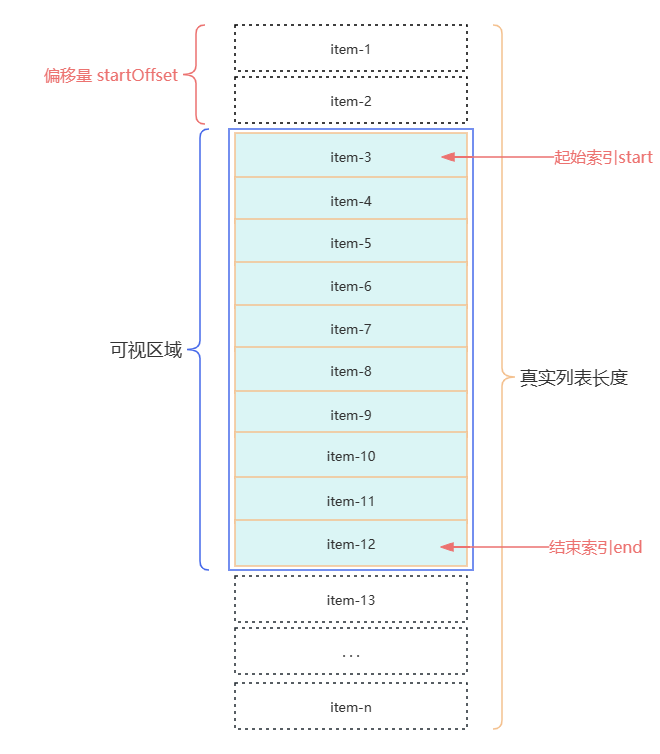 item-1
偏移量 startOffset
item-2
item-3
起始索引start
item-4
item-5
item-6
item-7
可视区域
item-8
真实列表长度
item-9
item-10
item-11
item-12
结束索引end
item-13
...
item-n